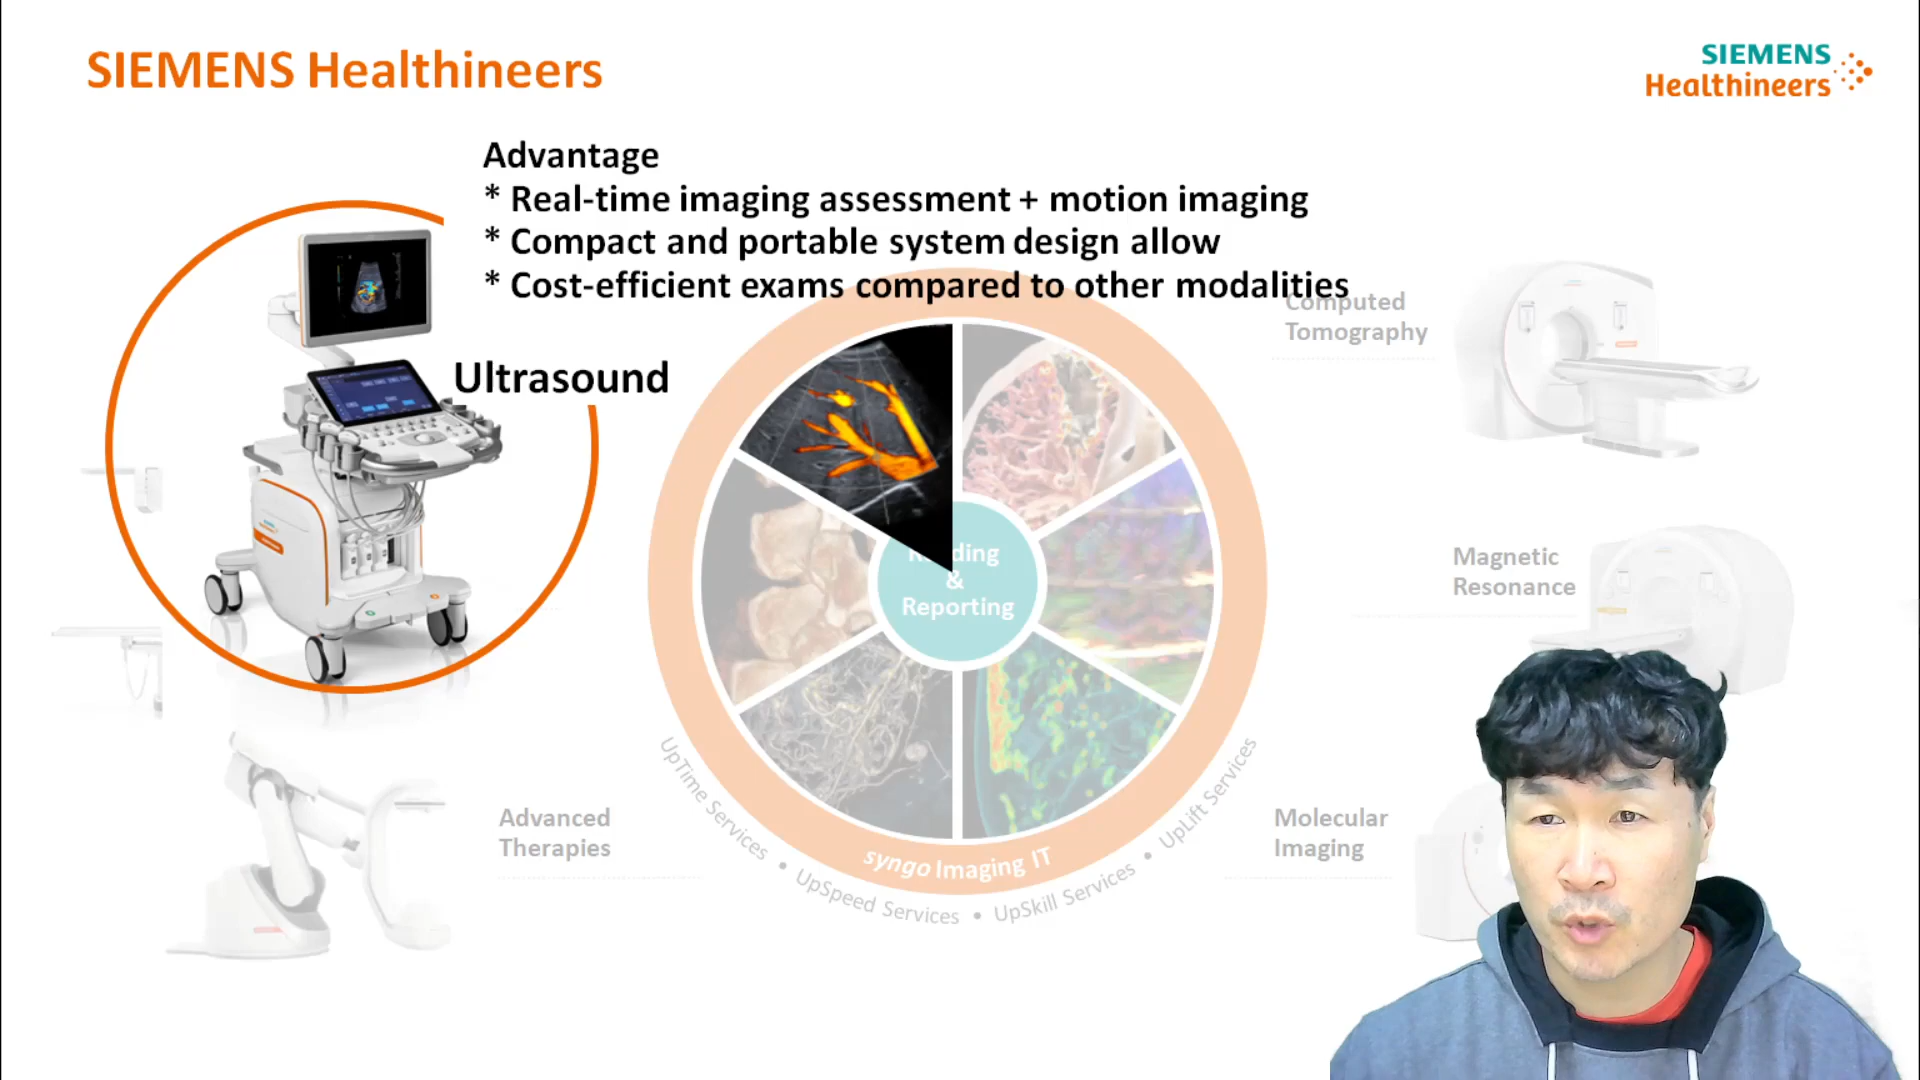 SIEMENS Healthineers
SIEMENS
Healthineers
Advantage
* Real-time imaging assessment + motion imaging
* Compact and portable system design allow
* Cost-efficient exams compared to other modalities
Computed
Tomography
Ultrasound
Magnetic
Resonance
&
Reporting
Advanced
Therapies
Molecular
Imaging
syngo Imaging IT
UpTime Services • UpSpeed Services • UpSkill Services • UpLift Services